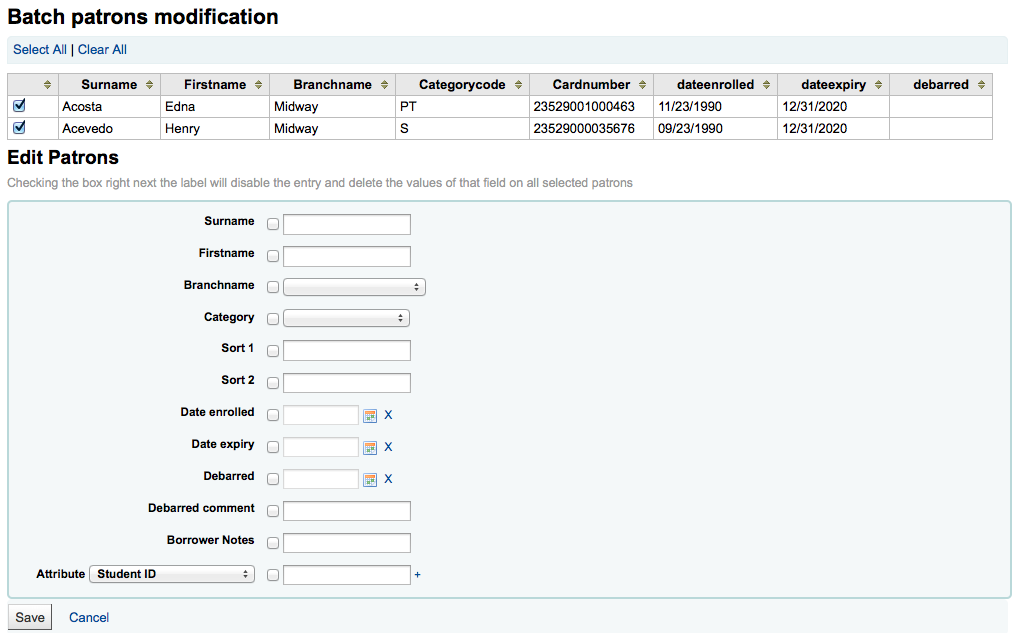 Batch patrons modification
Select All | Clear All
Surname Firstname Branchname Categorycode Cardnumber dateenrolled dateexpiry debarred
Acosta Edna Midway PT 23529001000463 11/23/1990 12/31/2020
Acevedo Henry Midway S 23529000035676 09/23/1990 12/31/2020
Edit Patrons
Checking the box right next the label will disable the entry and delete the values of that field on all selected patrons
Surname
Firstname
Branchname
Category
Sort 1
Sort 2
Date enrolled X
Date expiry X
Debarred X
Debarred comment
Borrower Notes
Attribute Student ID +
Save Cancel